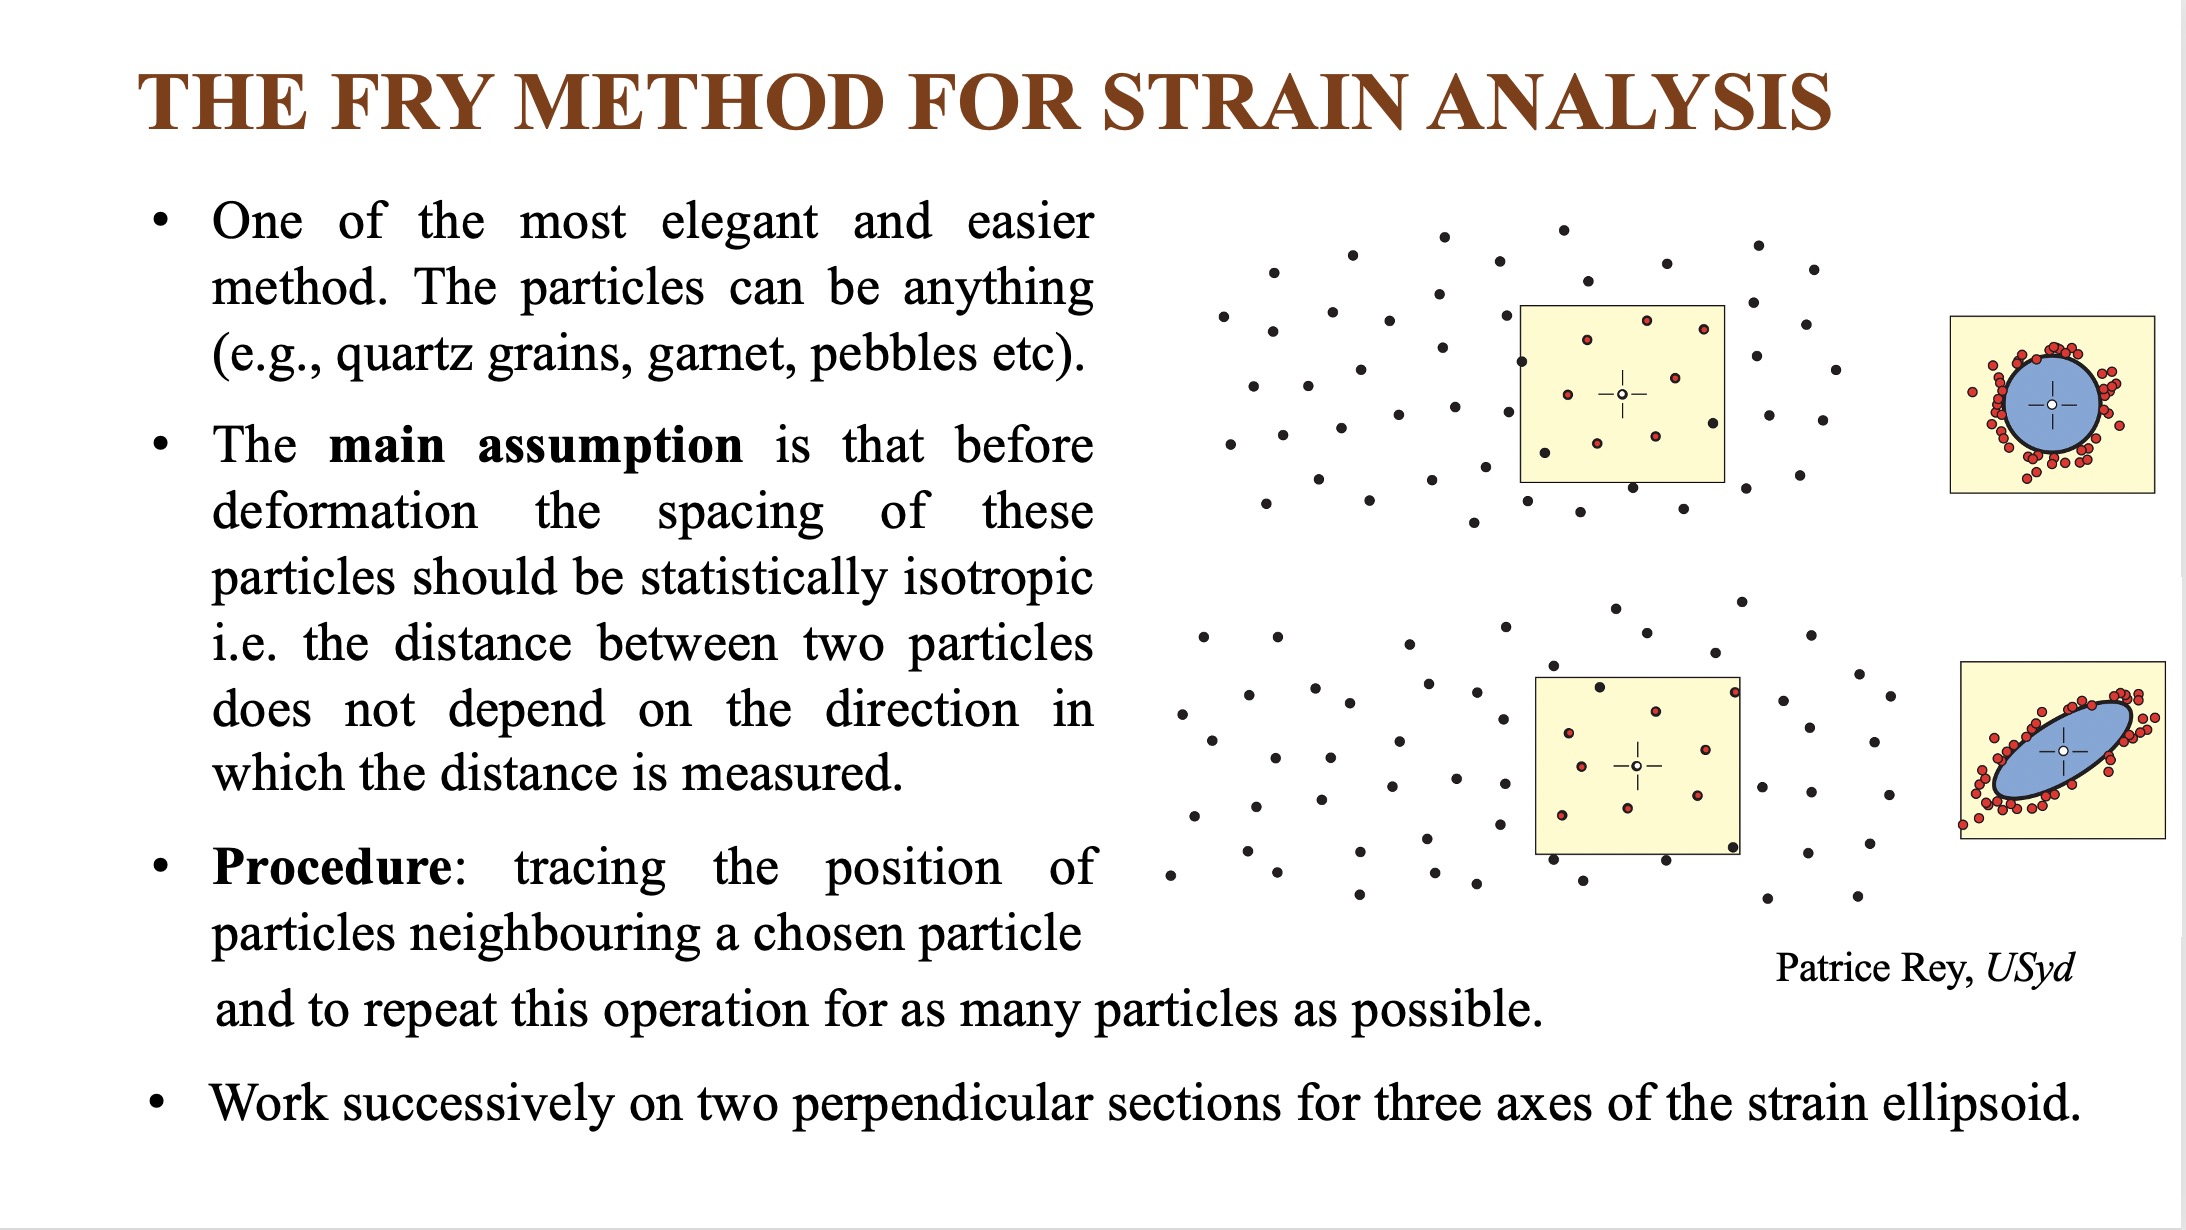 THE FRY METHOD FOR STRAIN ANALYSIS
• One of the most elegant and easier
method. The particles can be anything
(e.g., quartz grains, garnet, pebbles etc).
• The main assumption is that before
deformation the spacing of these
particles should be statistically isotropic
i.e. the distance between two particles
does not depend on the direction in
which the distance is measured.
• Procedure: tracing the position of
particles neighbouring a chosen particle
and to repeat this operation for as many particles as possible.
• Work successively on two perpendicular sections for three axes of the strain ellipsoid.
Patrice Rey, USyd